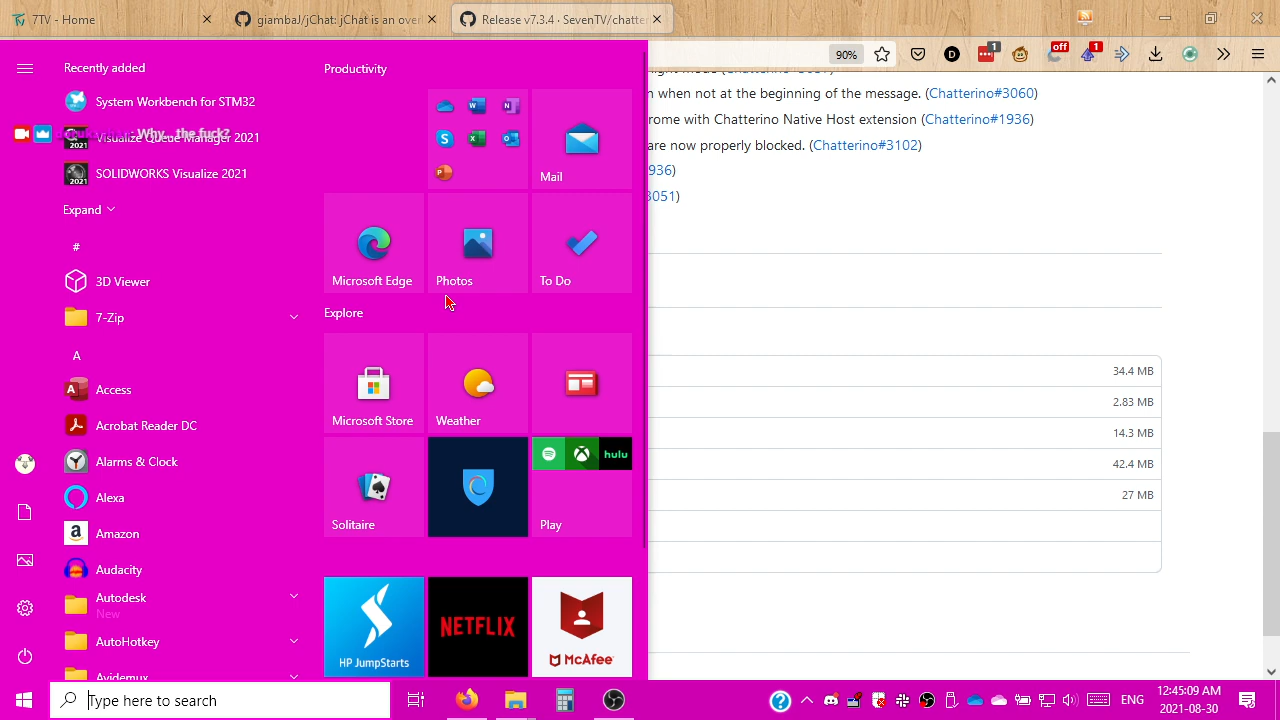 7TV - Home
giambaJ/jChat: jChat is an over
Release v7.3.4 · SevenTV/chatter
90%
1
off
1
Recently added
System Workbench for STM32
Why... the fuck?
Visualize Queue Manager 2021
SOLIDWORKS Visualize 2021
Expand
#
3D Viewer
7-Zip
A
Access
Acrobat Reader DC
Alarms & Clock
Alexa
Amazon
Audacity
Autodesk
New
AutoHotkey
Avidemux
Productivity
Mail
Microsoft Edge
Photos
To Do
Explore
Microsoft Store
Weather
Solitaire
hulu
Play
HP JumpStarts
NETFLIX
McAfee
n when not at the beginning of the message. (Chatterino#3060)
rome with Chatterino Native Host extension (Chatterino#1936)
are now properly blocked. (Chatterino#3102)
936)
3051)
34.4 MB
2.83 MB
14.3 MB
42.4 MB
27 MB
Type here to search
ENG
12:45:09 AM
2021-08-30